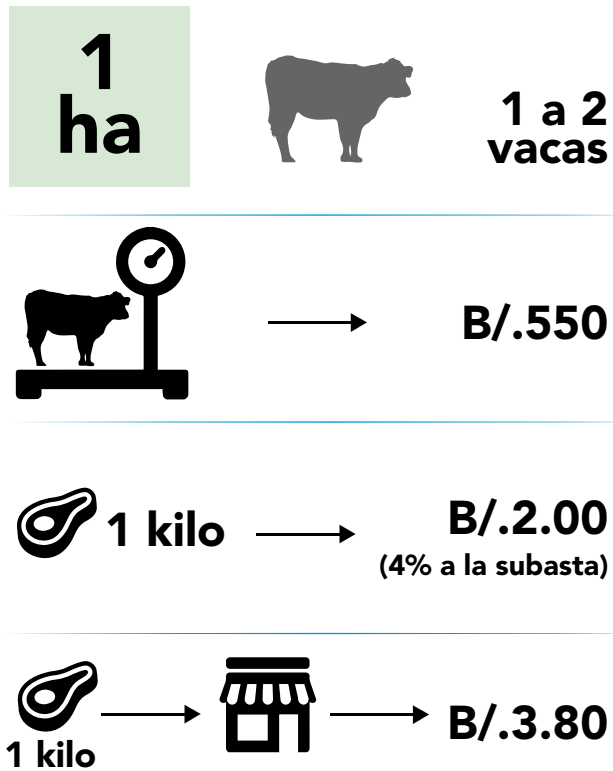 1
ha
1 a 2
vacas
B/.550
1 kilo
B/.2.00
(4% a la subasta)
1 kilo
B/.3.80